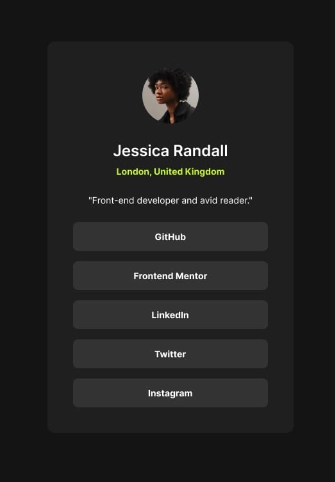 Jessica Randall
London, United Kingdom
"Front-end developer and avid reader."
GitHub
Frontend Mentor
LinkedIn
Twitter
Instagram